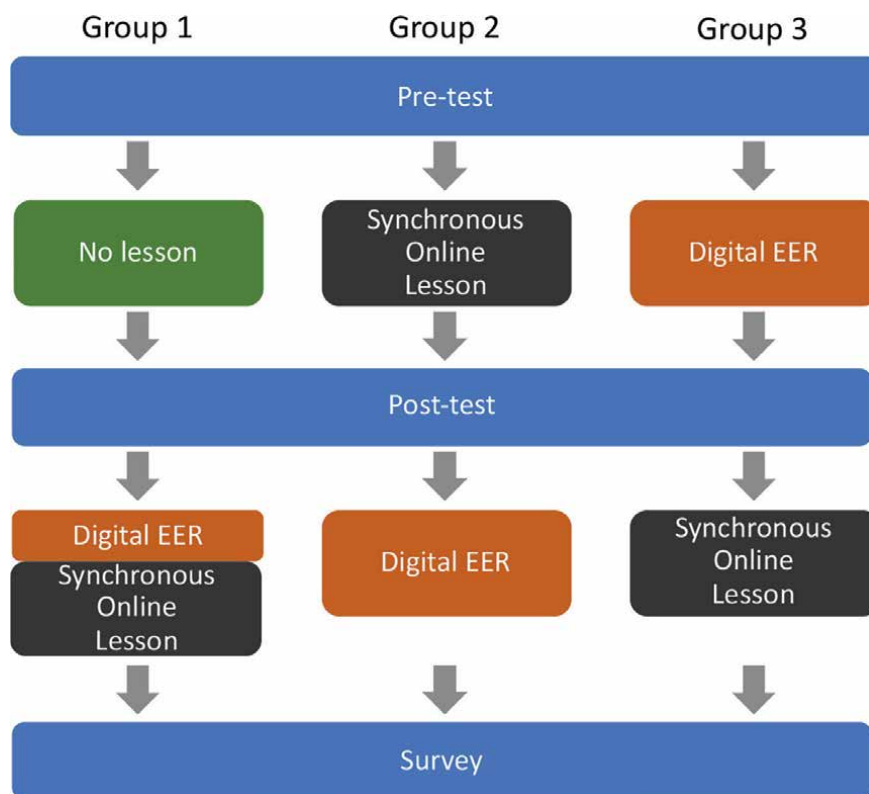 Group 1
Group 2
Group 3
Pre-test
No lesson
Synchronous
Online
Lesson
Digital EER
Post-test
Digital EER
Synchronous
Online
Lesson
Digital EER
Synchronous
Online
Lesson
Survey